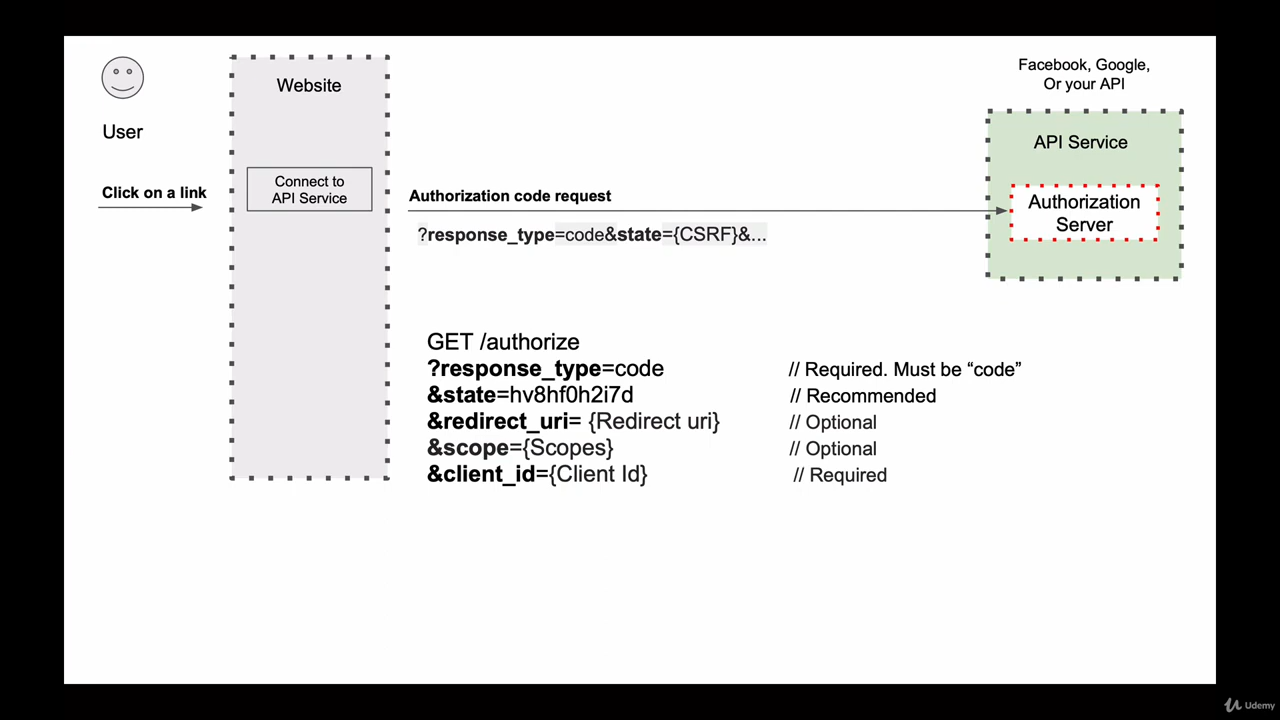 User
Click on a link
Website
Connect to
API Service
Authorization code request
?response_type=code&state={CSRF}&...
Facebook, Google,
Or your API
API Service
Authorization
Server
GET /authorize
?response_type=code // Required. Must be “code”
&state=hv8hf0h2i7d // Recommended
&redirect_uri= {Redirect uri} // Optional
&scope={Scopes} // Optional
&client_id={Client Id} // Required
Udemy